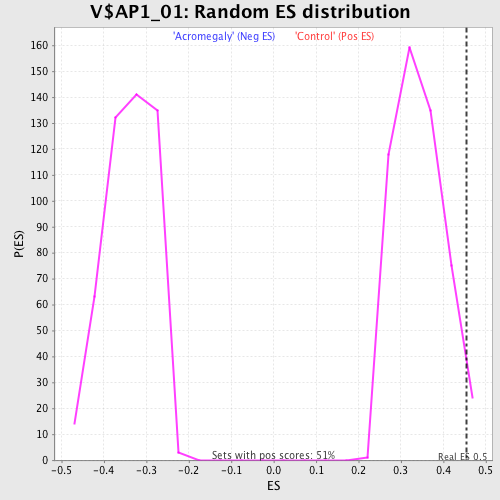 V$AP1_01: Random ES distribution
'Acromegaly' (Neg ES) 'Control' (Pos ES)
160
150
140
130
120
110
100
90
80
70
60
50
40
30
20
10
0
P(ES)
Sets with pos scores: 51%
Real ES 0.5
-0.5 -0.4 -0.3 -0.2 -0.1 0.0 0.1 0.2 0.3 0.4 0.5
ES